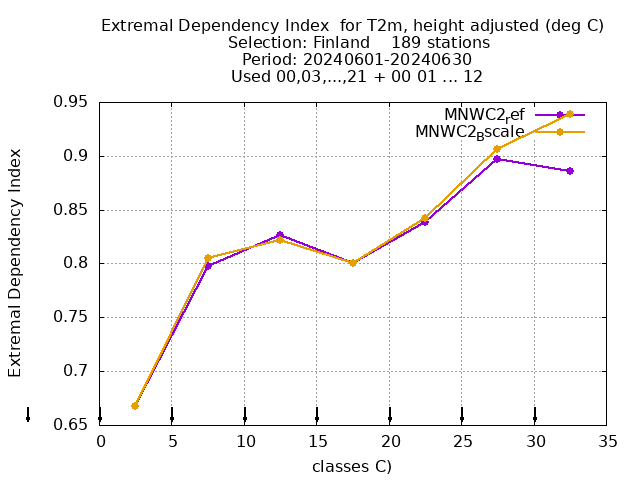 Extremal Dependency Index  for T2m, height adjusted (deg C)
Selection: Finland    189 stations
Period: 20240601-20240630
Used 00,03,...,21 + 00 01 ... 12
MNWC2ref
MNWC2Bscale
0.95
0.9
0.85
0.8
0.75
0.7
0.65
Extremal Dependency Index
0 5 10 15 20 25 30 35
classes C)